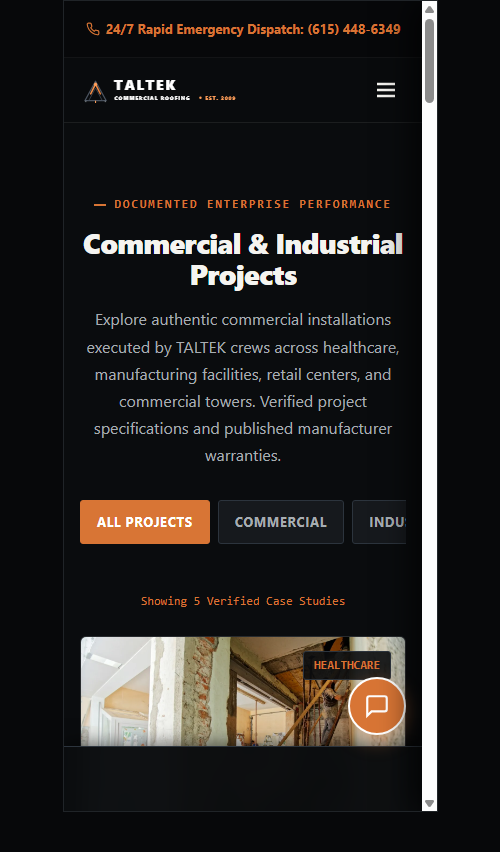 24/7 Rapid Emergency Dispatch: (615) 448-6349
TALTEK
COMMERCIAL ROOFING • EST. 2009
— DOCUMENTED ENTERPRISE PERFORMANCE
Commercial & Industrial
Projects
Explore authentic commercial installations
executed by TALTEK crews across healthcare,
manufacturing facilities, retail centers, and
commercial towers. Verified project
specifications and published manufacturer
warranties.
ALL PROJECTS COMMERCIAL INDUS
Showing 5 Verified Case Studies
HEALTHCARE